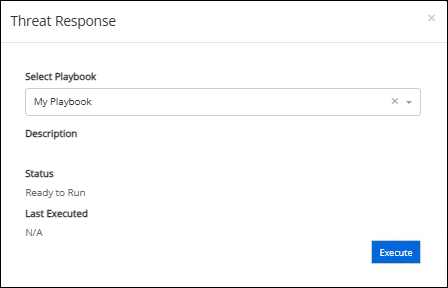 Threat Response
×
Select Playbook
My Playbook ×
Description
Status
Ready to Run
Last Executed
N/A
Execute